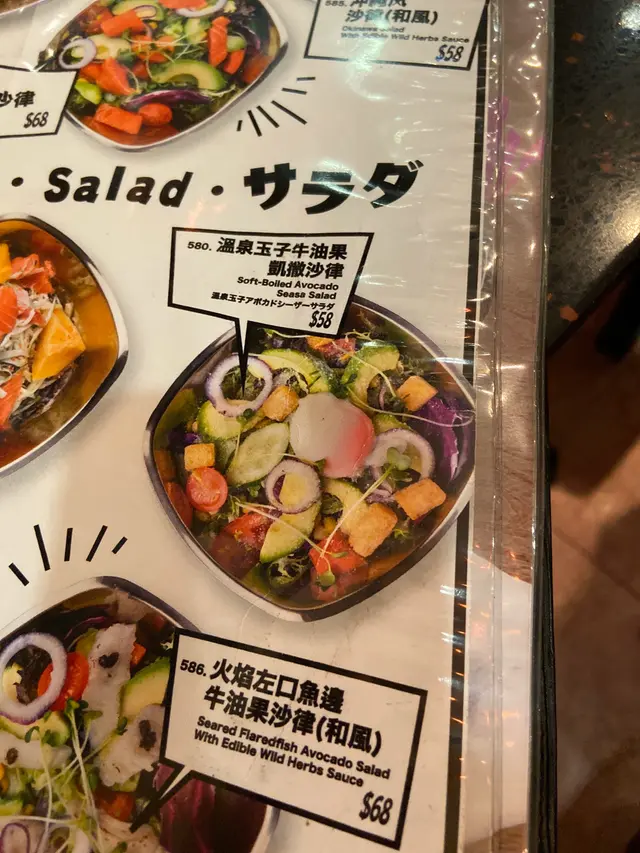 585. 沖繩風
沙律(和風)
Okinawa Salad
With Edible Wild Herbs Sauce
$58
沙律
$68
· Salad · サラダ
580. 溫泉玉子牛油果
凱撒沙律
Soft-Boiled Avocado
Seasa Salad
温泉玉子アボカドシーザーサラダ
$58
586. 火焰左口魚邊
牛油果沙律(和風)
Seared Flaredfish Avocado Salad
With Edible Wild Herbs Sauce
$68